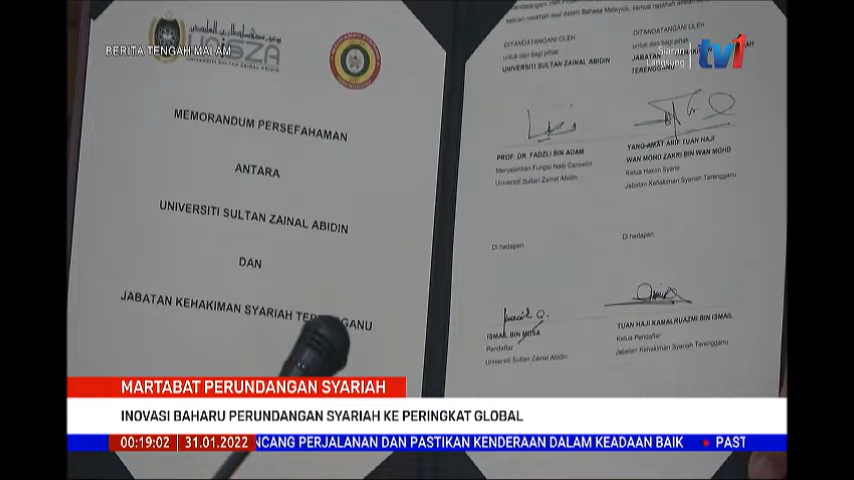 BERITA TENGAH MALAM
UniSZA
UNIVERSITI SULTAN ZAINAL ABIDIN
MEMORANDUM PERSEFAHAMAN
ANTARA
UNIVERSITI SULTAN ZAINAL ABIDIN
DAN
JABATAN KEHAKIMAN SYARIAH TERENGGANU
DITANDATANGANI OLEH
untuk dan bagi pihak
UNIVERSITI SULTAN ZAINAL ABIDIN
DITANDATANGANI OLEH
untuk dan bagi pihak
JABATAN
TERENGGANU
Siaran
Langsung
tv1
PROF. DR. FADZLI BIN ADAM
Menjalankan Fungsi Naib Canselor
Universiti Sultan Zainal Abidin
YANG AMAT ARIF TUAN HAJI
WAN MOHD ZAKRI BIN WAN MOHD
Ketua Hakim Syarie
Jabatan Kehakiman Syariah Terengganu
Di hadapan
Di hadapan
ISMAIL BIN MUSA
Pendaftar
Universiti Sultan Zainal Abidin
TUAN HAJI KAMALRUAZMI BIN ISMAIL
Ketua Pendaftar
Jabatan Kehakiman Syariah Terengganu
MARTABAT PERUNDANGAN SYARIAH
INOVASI BAHARU PERUNDANGAN SYARIAH KE PERINGKAT GLOBAL
00:19:02 31.01.2022 NCANG PERJALANAN DAN PASTIKAN KENDERAAN DALAM KEADAAN BAIK PAST